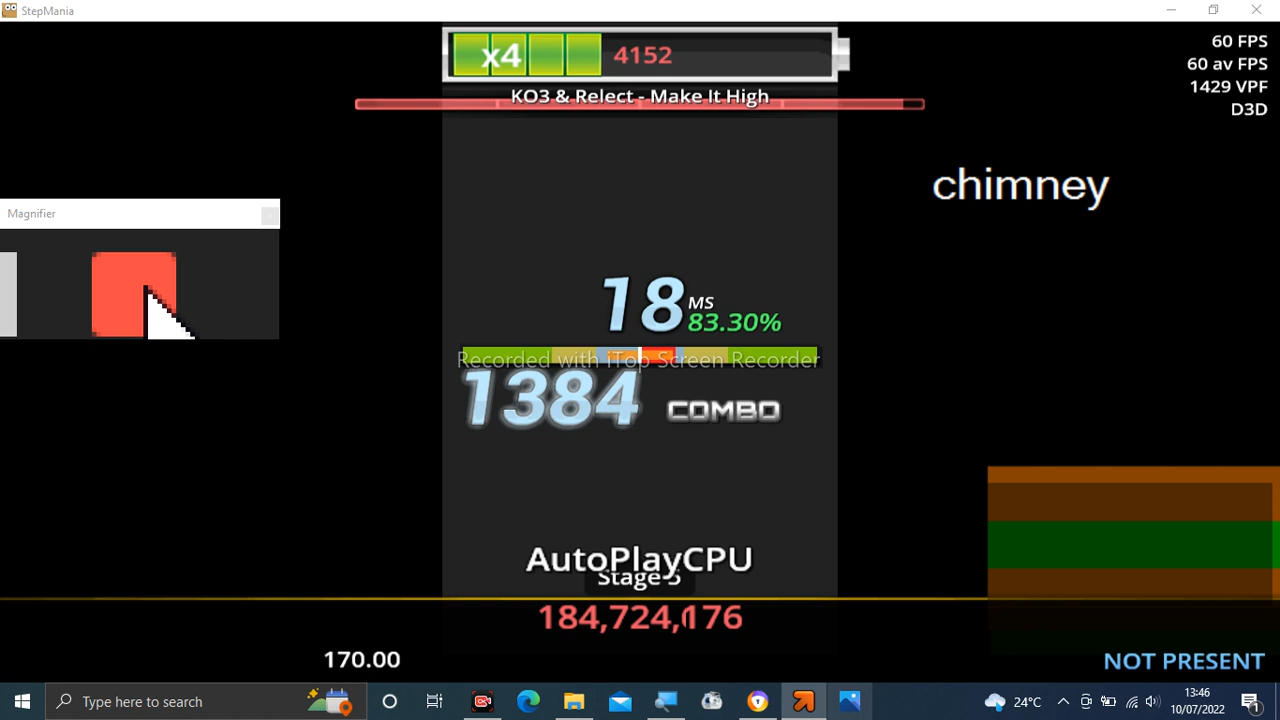 StepMania
x4 4152
KO3 & Relect - Make It High
60 FPS
60 av FPS
1429 VPF
D3D
chimney
Magnifier
18 MS
83.30%
Recorded with iTop Screen Recorder
1384 COMBO
AutoPlayCPU
Stage 5
184,724,176
170.00
NOT PRESENT
Type here to search
24°C
13:46
10/07/2022
1